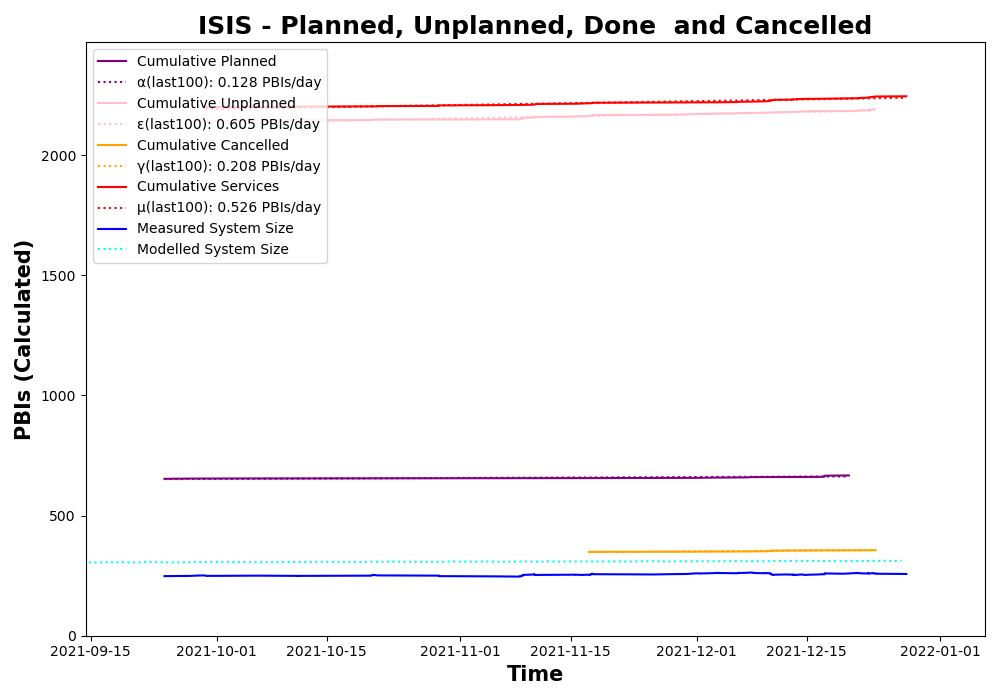 ISIS - Planned, Unplanned, Done  and Cancelled
Cumulative Planned
α(last100): 0.128 PBIs/day
Cumulative Unplanned
ε(last100): 0.605 PBIs/day
Cumulative Cancelled
γ(last100): 0.208 PBIs/day
Cumulative Services
μ(last100): 0.526 PBIs/day
Measured System Size
Modelled System Size
PBIs (Calculated)
2000
1500
1000
500
0
2021-09-15
2021-10-01
2021-10-15
2021-11-01
2021-11-15
2021-12-01
2021-12-15
2022-01-01
Time